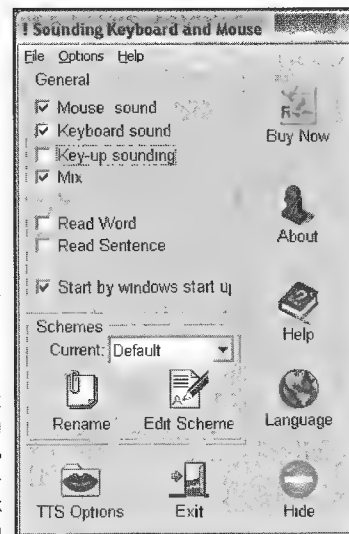 ! Sounding Keyboard and Mouse
File Options Help
General
Mouse sound
Keyboard sound
Key-up sounding
Mix
Read Word
Read Sentence
Start by windows start u
Schemes
Current: Default
Rename
Edit Scheme
TTS Options
Exit
Buy Now
About
Help
Language
Hide